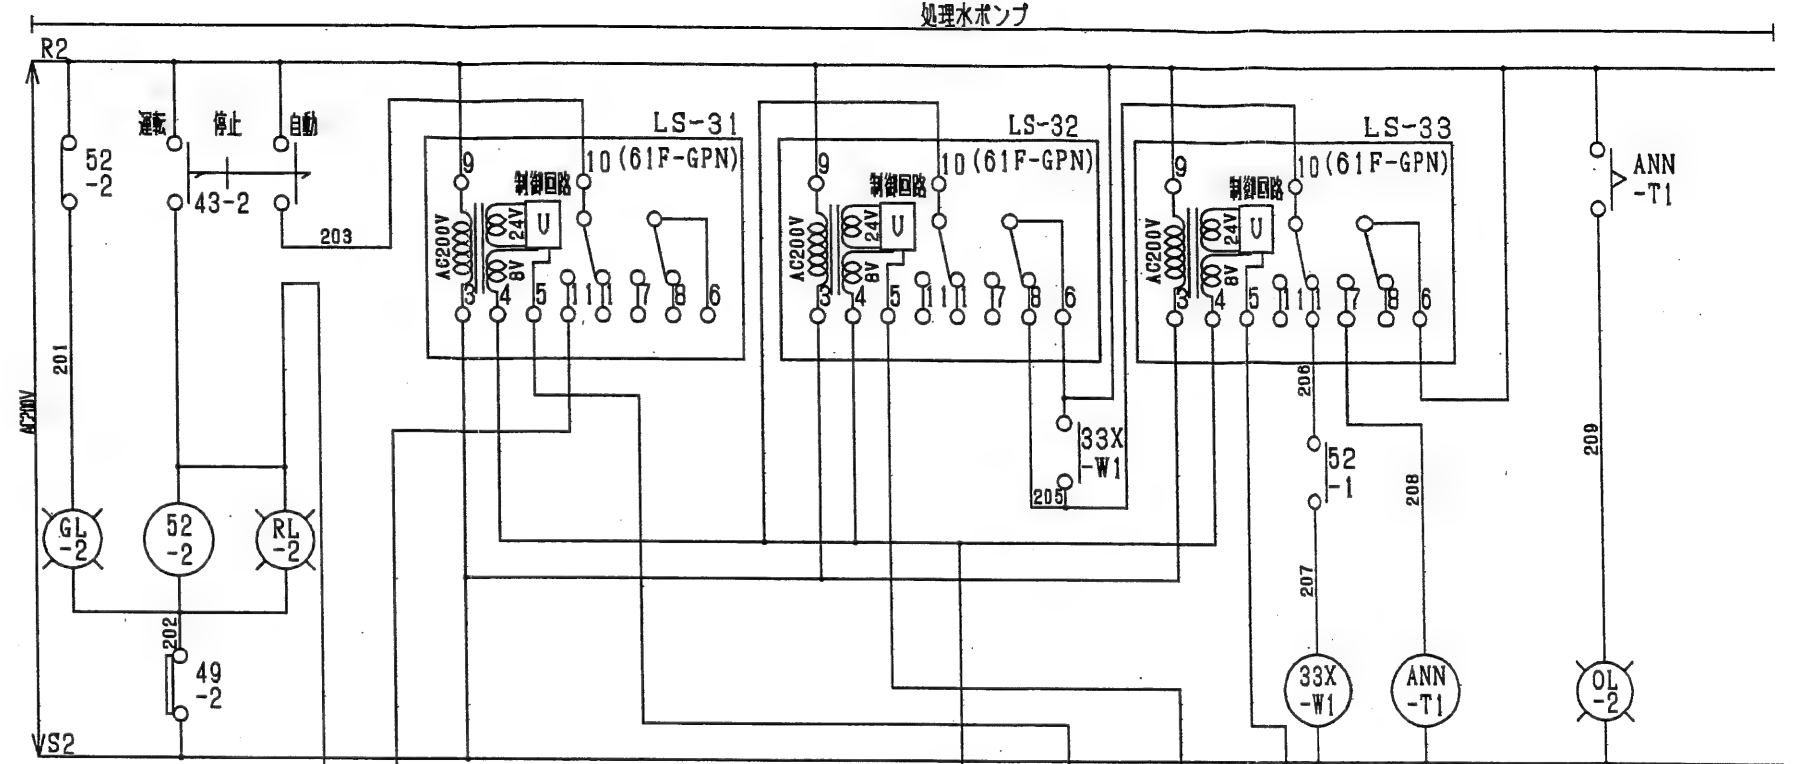 処理水ポンプ
R2
運転 停止 自動
52
-2
43-2
203
LS-31
9
10(61F-GPN)
制御回路
AC200V
24V
8V
U
3 4 5 1 11 7 8 6
LS-32
9
10(61F-GPN)
制御回路
AC200V
24V
8V
U
3 4 5 1 11 7 8 6
LS-33
9
10(61F-GPN)
制御回路
AC200V
24V
8V
U
3 4 5 1 11 7 8 6
ANN
-T1
201
AC200V
33X
-W1
205
206
52
-1
208
209
GL
-2
52
-2
RL
-2
207
202
49
-2
33X
-W1
ANN
-T1
OL
-2
S2